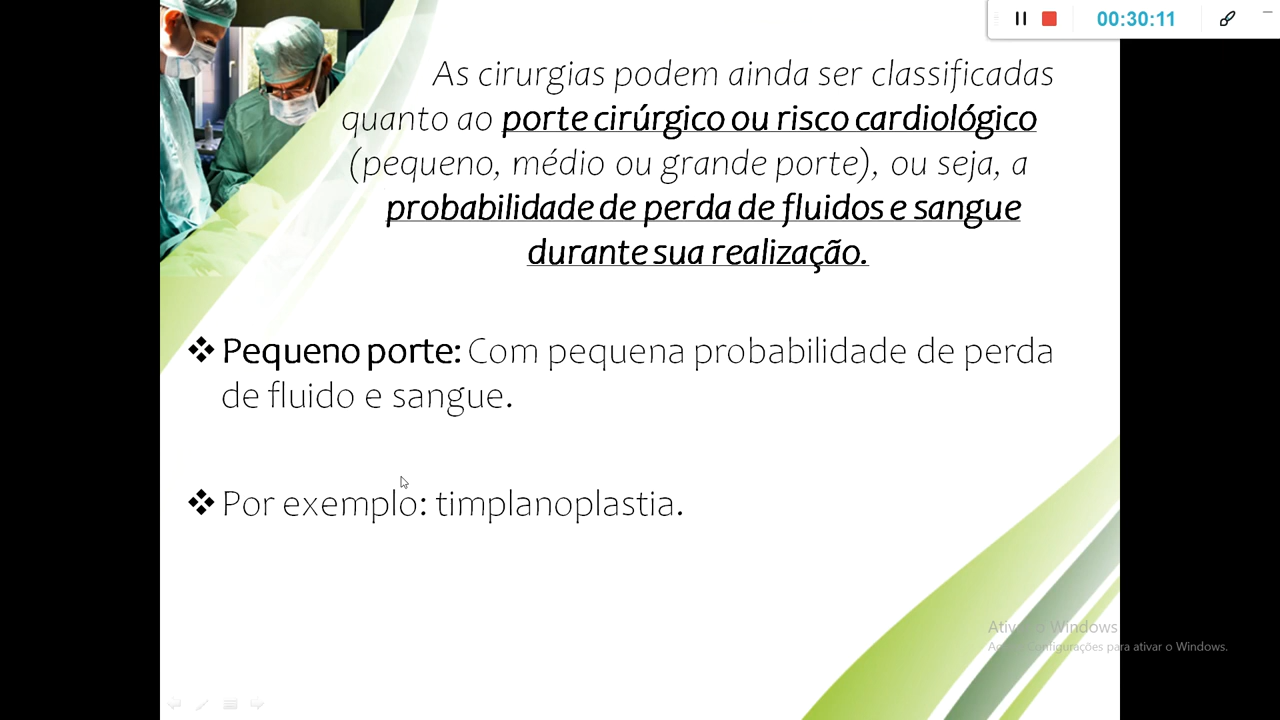 00:30:11
As cirurgias podem ainda ser classificadas
quanto ao porte cirúrgico ou risco cardiológico
(pequeno, médio ou grande porte), ou seja, a
probabilidade de perda de fluidos e sangue
durante sua realização.
❖ Pequeno porte: Com pequena probabilidade de perda
de fluido e sangue.
❖ Por exemplo: timplanoplastia.
Ativar o Windows
Acesse Configurações para ativar o Windows.